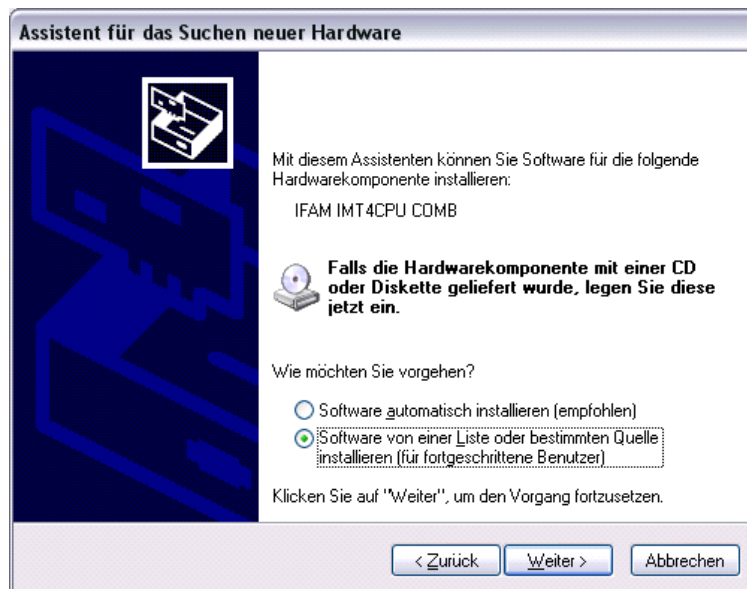 Assistent für das Suchen neuer Hardware
Mit diesem Assistenten können Sie Software für die folgende
Hardwarekomponente installieren:
IFAM IMT4CPU COMB
Falls die Hardwarekomponente mit einer CD
oder Diskette geliefert wurde, legen Sie diese
jetzt ein.
Wie möchten Sie vorgehen?
Software automatisch installieren (empfohlen)
Software von einer Liste oder bestimmten Quelle
installieren (für fortgeschrittene Benutzer)
Klicken Sie auf "Weiter", um den Vorgang fortzusetzen.
< Zurück Weiter > Abbrechen